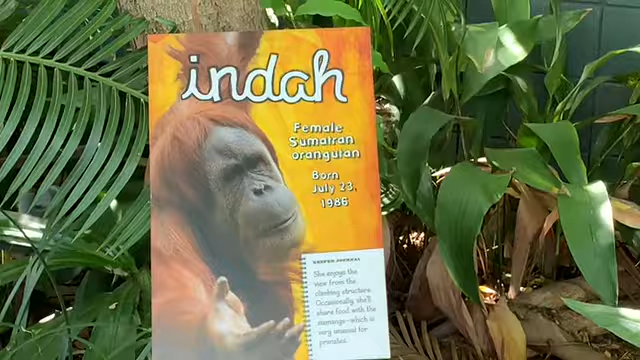 indah
Female
Sumatran
orangutan
Born
July 23,
1986
KEEPER JOURNAL
She enjoys the
view from the
climbing structure.
Occasionally, she'll
share food with the
siamangs—which is
very unusual for
primates.